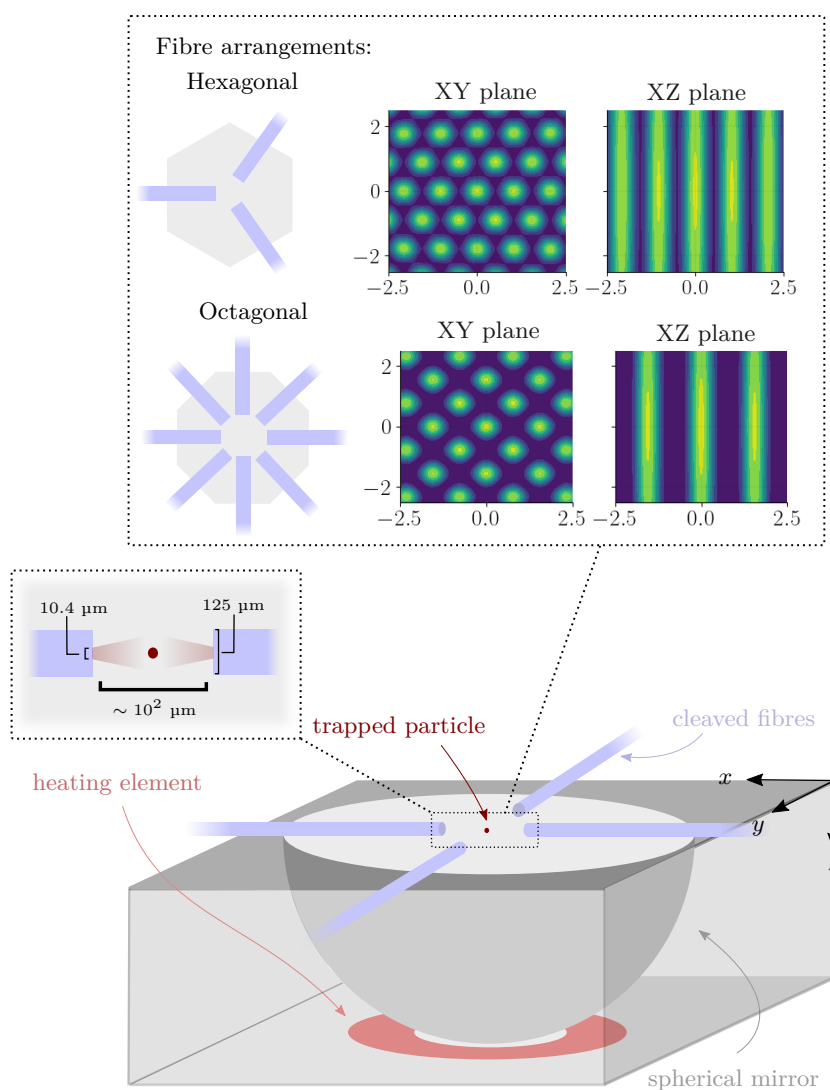 Fibre arrangements:
Hexagonal
XY plane
XZ plane
2
0
−2
−2.5 0.0 2.5
−2.5 0.0 2.5
Octagonal
XY plane
XZ plane
2
0
−2
−2.5 0.0 2.5
−2.5 0.0 2.5
10.4 µm
125 µm
∼ 10² µm
trapped particle
cleaved fibres
heating element
x
y
spherical mirror